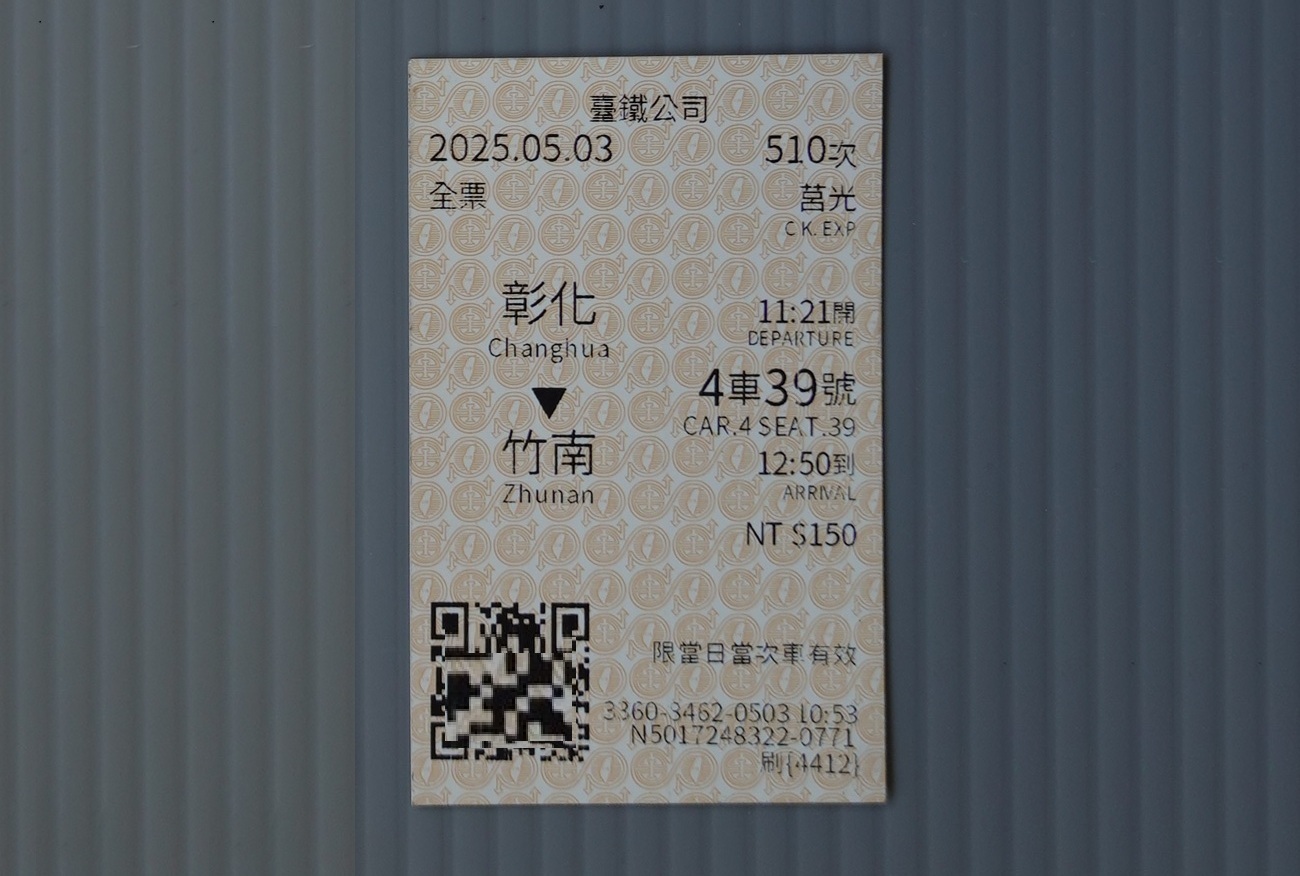 臺鐵公司
2025.05.03 510次
全票 莒光
C K. EXP
彰化 11:21開
Changhua DEPARTURE
▼ 4車39號
CAR.4 SEAT.39
竹南 12:50到
Zhunan ARRIVAL
NT $150
限當日當次車有效
3360-3462-0503 10:53
N5017248322-0771
刷{4412}